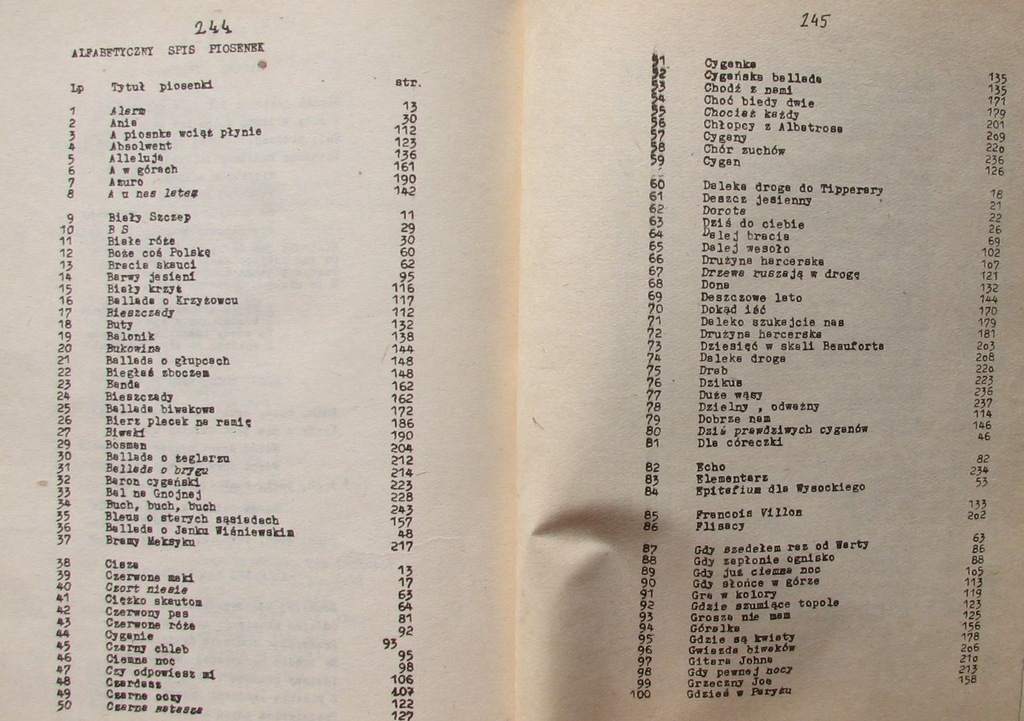 244
ALFABETYCZNY SPIS PIOSENEK
Lp Tytuł piosenki str.
1 Alarm 13
2 Ania 30
3 A piosnka wciąż płynie 112
4 Absolwent 123
5 Alleluja 136
6 A w górach 161
7 Azuro 190
8 A u nas latem 142
9 Biały Szczep 11
10 B S 29
11 Białe róże 30
12 Boże coś Polskę 60
13 Bracia skauci 62
14 Barwy jesieni 95
15 Biały krzyż 116
16 Ballada o Krzyżowcu 117
17 Bieszczady 112
18 Buty 132
19 Balonik 138
20 Bukowina 144
21 Ballada o głupcach 148
22 Biegłaś zboczem 148
23 Banda 162
24 Bieszczady 162
25 Ballada biwakowa 172
26 Bierz plecak na ramię 186
27 Biwaki 190
29 Bosman 204
30 Ballada o żeglarzu 212
31 Ballada o brygu 214
32 Baron cygański 223
33 Bal na Gnojnej 228
34 Buch, buch, buch 243
35 Bleus o starych sąsiadach 157
36 Ballada o Janku Wiśniewskim 48
37 Bramy Meksyku 217
38 Cisza 13
39 Czerwone maki 17
40 Czort niesie 63
41 Ciężko skautom 64
42 Czerwony pas 81
43 Czerwone róże 92
44 Cyganie 93
45 Czarny chleb 95
46 Ciemna noc 98
47 Czy odpowiesz mi 106
48 Czardasz 107
49 Czarne oczy 122
50 Czarna natasza 127
245
51 Cyganka 135
52 Cygańska ballada 135
53 Chodź z nami 171
54 Choć biedy dwie 179
55 Chociaż każdy 201
56 Chłopcy z Albatrosa 209
57 Cygany 220
58 Chór zuchów 236
59 Cygan 126
60 Daleka droga do Tipperary 18
61 Deszcz jesienny 21
62 Dorota 22
63 Dziś do ciebie 26
64 Dalej bracia 69
65 Dalej wesoło 102
66 Drużyna harcerska 107
67 Drzewa ruszają w drogę 121
68 Dona 132
69 Deszczowe lato 144
70 Dokąd iść 170
71 Daleko szukajcie nas 179
72 Drużyna harcerska 181
73 Dziesięć w skali Beauforta 203
74 Daleka droga 208
75 Drab 220
76 Dzikus 223
77 Duże wąsy 236
78 Dzielny , odważny 237
79 Dobrze nam 114
80 Dziś prawdziwych cyganów 146
81 Dla córeczki 46
82 Echo 82
83 Elementarz 234
84 Epitafium dla Wysockiego 53
85 Francois Villon 133
86 Flisacy 202
87 Gdy szedełem raz od Warty 63
88 Gdy zapłonie ognisko 86
89 Gdy już ciemna noc 88
90 Gdy słońce w górze 105
91 Gra w kolory 113
92 Gdzie szumiące topole 119
93 Grosza nie mam 123
94 Góralka 125
95 Gdzie są kwiaty 156
96 Gwiazda biwaków 178
97 Gitara Johna 206
98 Gdy pewnej nocy 210
99 Grzeczny Joe 213
100 Gdzieś w Paryżu 158